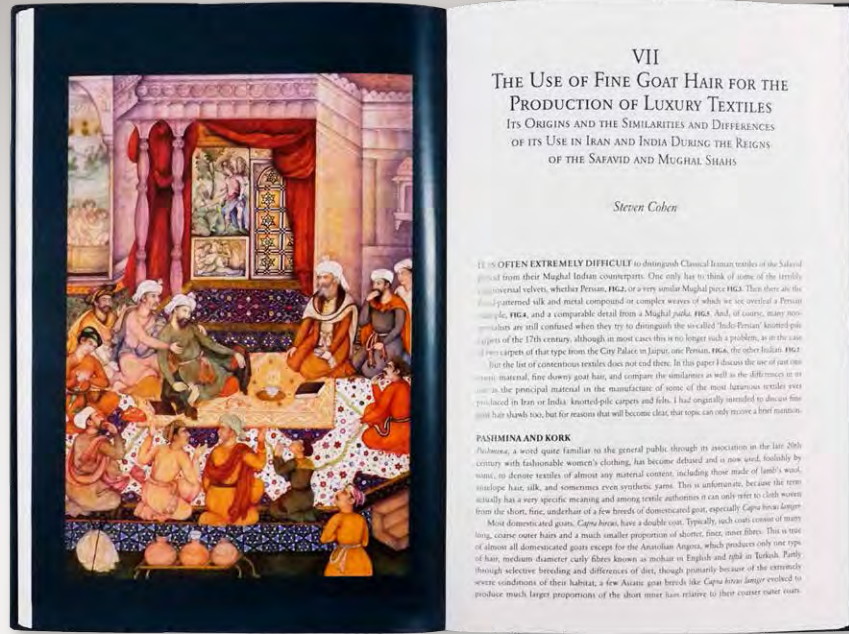 VII
THE USE OF FINE GOAT HAIR FOR THE
PRODUCTION OF LUXURY TEXTILES
ITS ORIGINS AND THE SIMILARITIES AND DIFFERENCES
OF ITS USE IN IRAN AND INDIA DURING THE REIGNS
OF THE SAFAVID AND MUGHAL SHAHS
Steven Cohen
OFTEN EXTREMELY DIFFICULT to distinguish Classical Iranian textiles of the Safavid
from their Mughal Indian counterparts. One only has to think of some of the
velvets, whether Persian, FIG.2, or a very similar Mughal piece FIG.3. Then there are the
patterned silk and metal compound or complex weaves of which we see a Persian
FIG.4, and a comparable detail from a Mughal patka, FIG.5. And, of course, many
are still confused when they try to distinguish the so-called 'Indo-Persian' knotted-pile
of the 17th century, although in most cases this is no longer such a problem, as in the case
carpets of that type from the City Palace in Jaipur, one Persian, FIG.6, the other Indian. FIG.7
But the list of contentious textiles does not end there. In this paper I discuss the use of just one
material, fine downy goat hair, and compare the similarities as well as the differences in
as the principal material in the manufacture of some of the most luxurious textiles ever
produced in Iran or India: knotted-pile carpets and felts. I had originally intended to discuss fine
hair shawls too, but for reasons that will become clear, that topic can only receive a brief mention.
PASHMINA AND KORK
Pashmina, a word quite familiar to the general public through its association in the late 20th
century with fashionable women's clothing, has become debased and is now used, foolishly by
some, to denote textiles of almost any material content, including those made of lamb's wool,
antelope hair, silk, and sometimes even synthetic yarns. This is unfortunate, because the term
actually has a very specific meaning and among textile authorities it can only refer to cloth woven
from the short, fine, underhair of a few breeds of domesticated goat, especially Capra hircus laniger.
Most domesticated goats, Capra hircus, have a double coat. Typically, such coats consist of many
long, coarse outer hairs and a much smaller proportion of shorter, finer, inner fibres. This is true
of almost all domesticated goats except for the Anatolian Angora, which produces only one type
of hair, medium diameter curly fibres known as mohair in English and tiftik in Turkish. Partly
through selective breeding and differences of diet, though primarily because of the extremely
severe conditions of their habitat, a few Asiatic goat breeds like Capra hircus laniger evolved to
produce much larger proportions of the short inner hairs relative to their coarser outer coats.